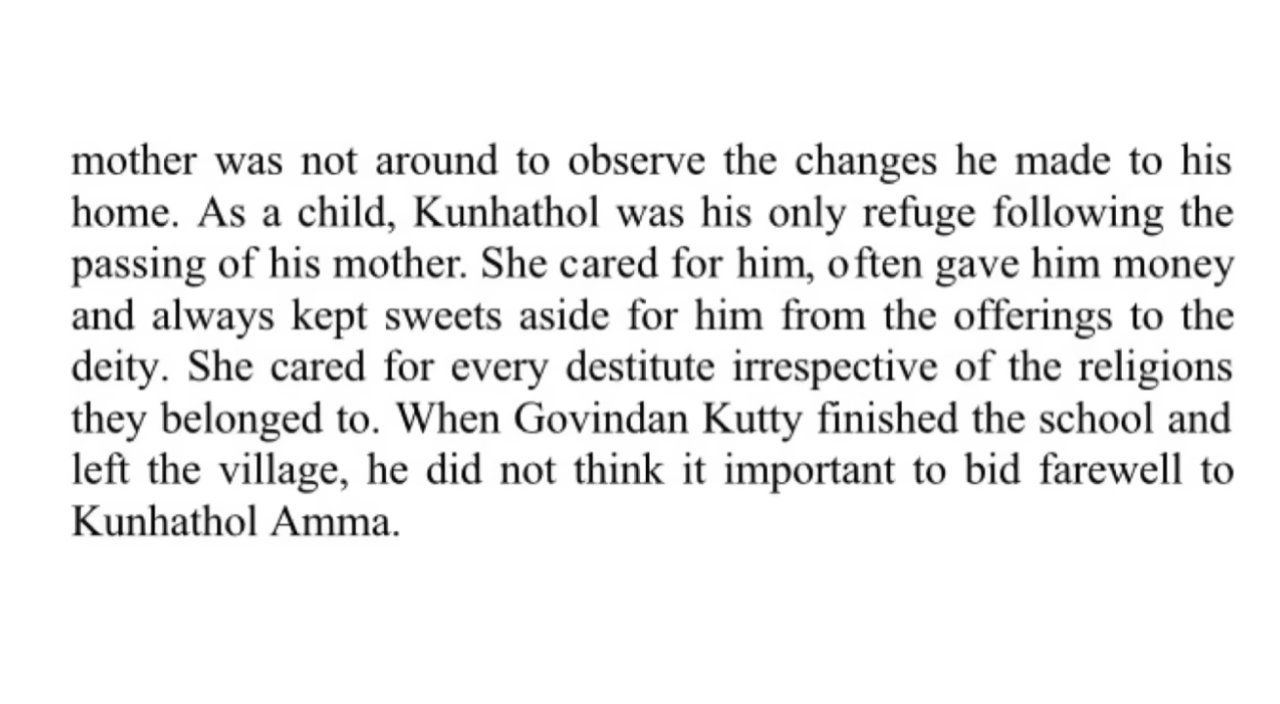 mother was not around to observe the changes he made to his
home. As a child, Kunhathol was his only refuge following the
passing of his mother. She cared for him, often gave him money
and always kept sweets aside for him from the offerings to the
deity. She cared for every destitute irrespective of the religions
they belonged to. When Govindan Kutty finished the school and
left the village, he did not think it important to bid farewell to
Kunhathol Amma.